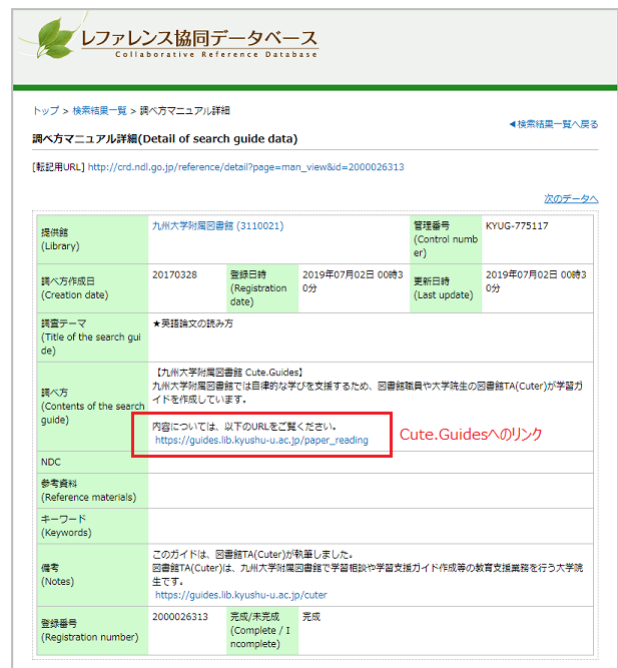 レファレンス協同データベース
Collaborative Reference Database
トップ > 検索結果一覧 > 調べ方マニュアル詳細
◀検索結果一覧へ戻る
調べ方マニュアル詳細(Detail of search guide data)
[転記用URL] http://crd.ndl.go.jp/reference/detail?page=man_view&id=2000026313
次のデータへ
提供館
(Library)
九州大学附属図書館 (3110021)
管理番号
(Control numb
er)
KYUG-775117
調べ方作成日
(Creation date)
20170328
登録日時
(Registration
date)
2019年07月02日 00時3
0分
更新日時
(Last update)
2019年07月02日 00時3
0分
調査テーマ
(Title of the search gui
de)
★英語論文の読み方
調べ方
(Contents of the search
guide)
【九州大学附属図書館 Cute.Guides】
九州大学附属図書館では自律的な学びを支援するため、図書館職員や大学院生の図書館TA(Cuter)が学習ガ
イドを作成しています。
内容については、以下のURLをご覧ください。
https://guides.lib.kyushu-u.ac.jp/paper_reading
Cute.Guidesへのリンク
NDC
参考資料
(Reference materials)
キーワード
(Keywords)
備考
(Notes)
このガイドは、図書館TA(Cuter)が執筆しました。
図書館TA(Cuter)は、九州大学附属図書館で学習相談や学習支援ガイド作成等の教育支援業務を行う大学院
生です。
https://guides.lib.kyushu-u.ac.jp/cuter
登録番号
(Registration number)
2000026313
完成/未完成
(Complete / I
ncomplete)
完成